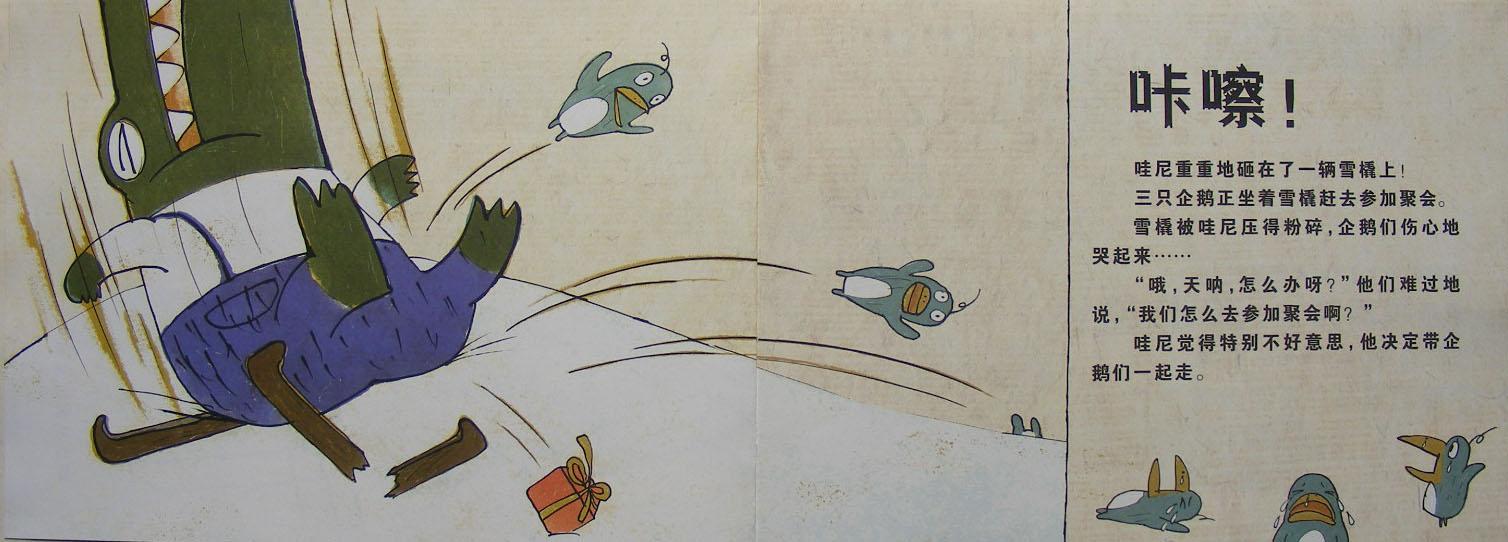 咔嚓！
哇尼重重地砸在了一辆雪橇上！
三只企鹅正坐着雪橇赶去参加聚会。
雪橇被哇尼压得粉碎，企鹅们伤心地
哭起来……
“哦，天呐，怎么办呀？”他们难过地
说，“我们怎么去参加聚会啊？”
哇尼觉得特别不好意思，他决定带企
鹅们一起走。